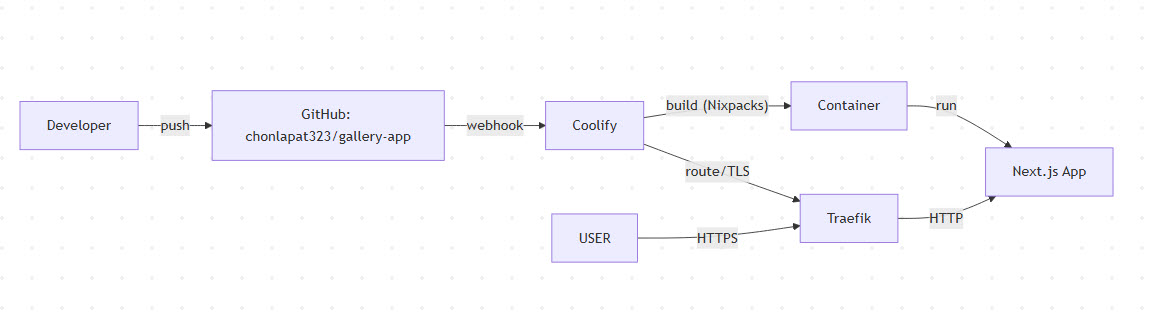 Developer
push
GitHub:
chonlapat323/gallery-app
webhook
Coolify
build (Nixpacks)
Container
run
Next.js App
route/TLS
Traefik
HTTP
USER
HTTPS